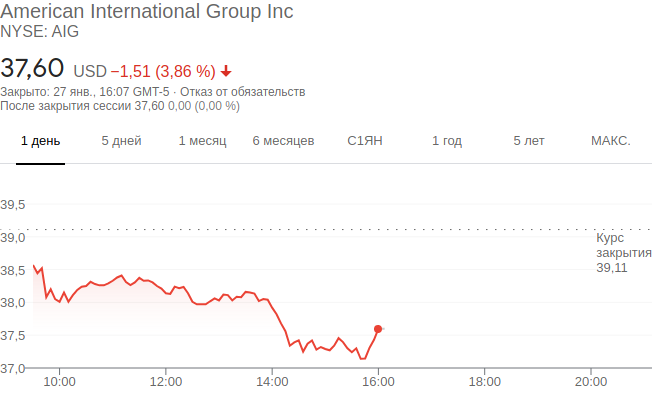 American International Group Inc
NYSE: AIG
37,60 USD −1,51 (3,86 %)
Закрыто: 27 янв., 16:07 GMT-5 · Отказ от обязательств
После закрытия сессии 37,60 0,00 (0,00 %)
1 день 5 дней 1 месяц 6 месяцев С1ЯН 1 год 5 лет МАКС.
39,5
39,0
38,5
38,0
37,5
37,0
Курс
закрытия
39,11
10:00 12:00 14:00 16:00 18:00 20:00